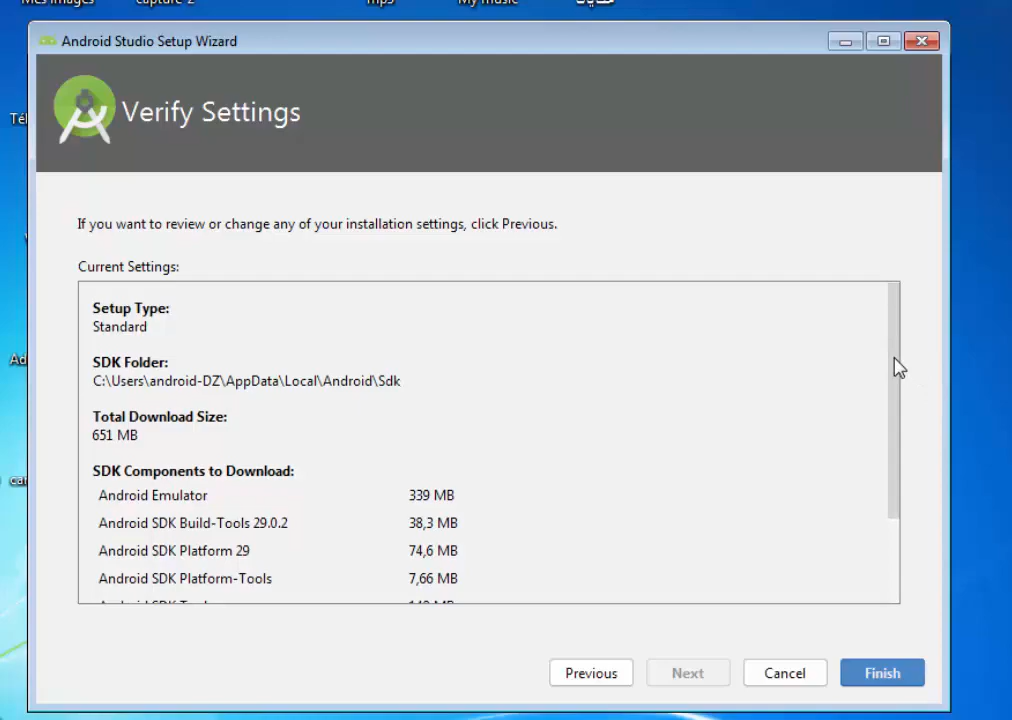 Mes images capture 2 mp3 My music
Android Studio Setup Wizard
Verify Settings
If you want to review or change any of your installation settings, click Previous.
Current Settings:
Setup Type:
Standard
SDK Folder:
C:\Users\android-DZ\AppData\Local\Android\Sdk
Total Download Size:
651 MB
SDK Components to Download:
Android Emulator 339 MB
Android SDK Build-Tools 29.0.2 38,3 MB
Android SDK Platform 29 74,6 MB
Android SDK Platform-Tools 7,66 MB
Previous Next Cancel Finish